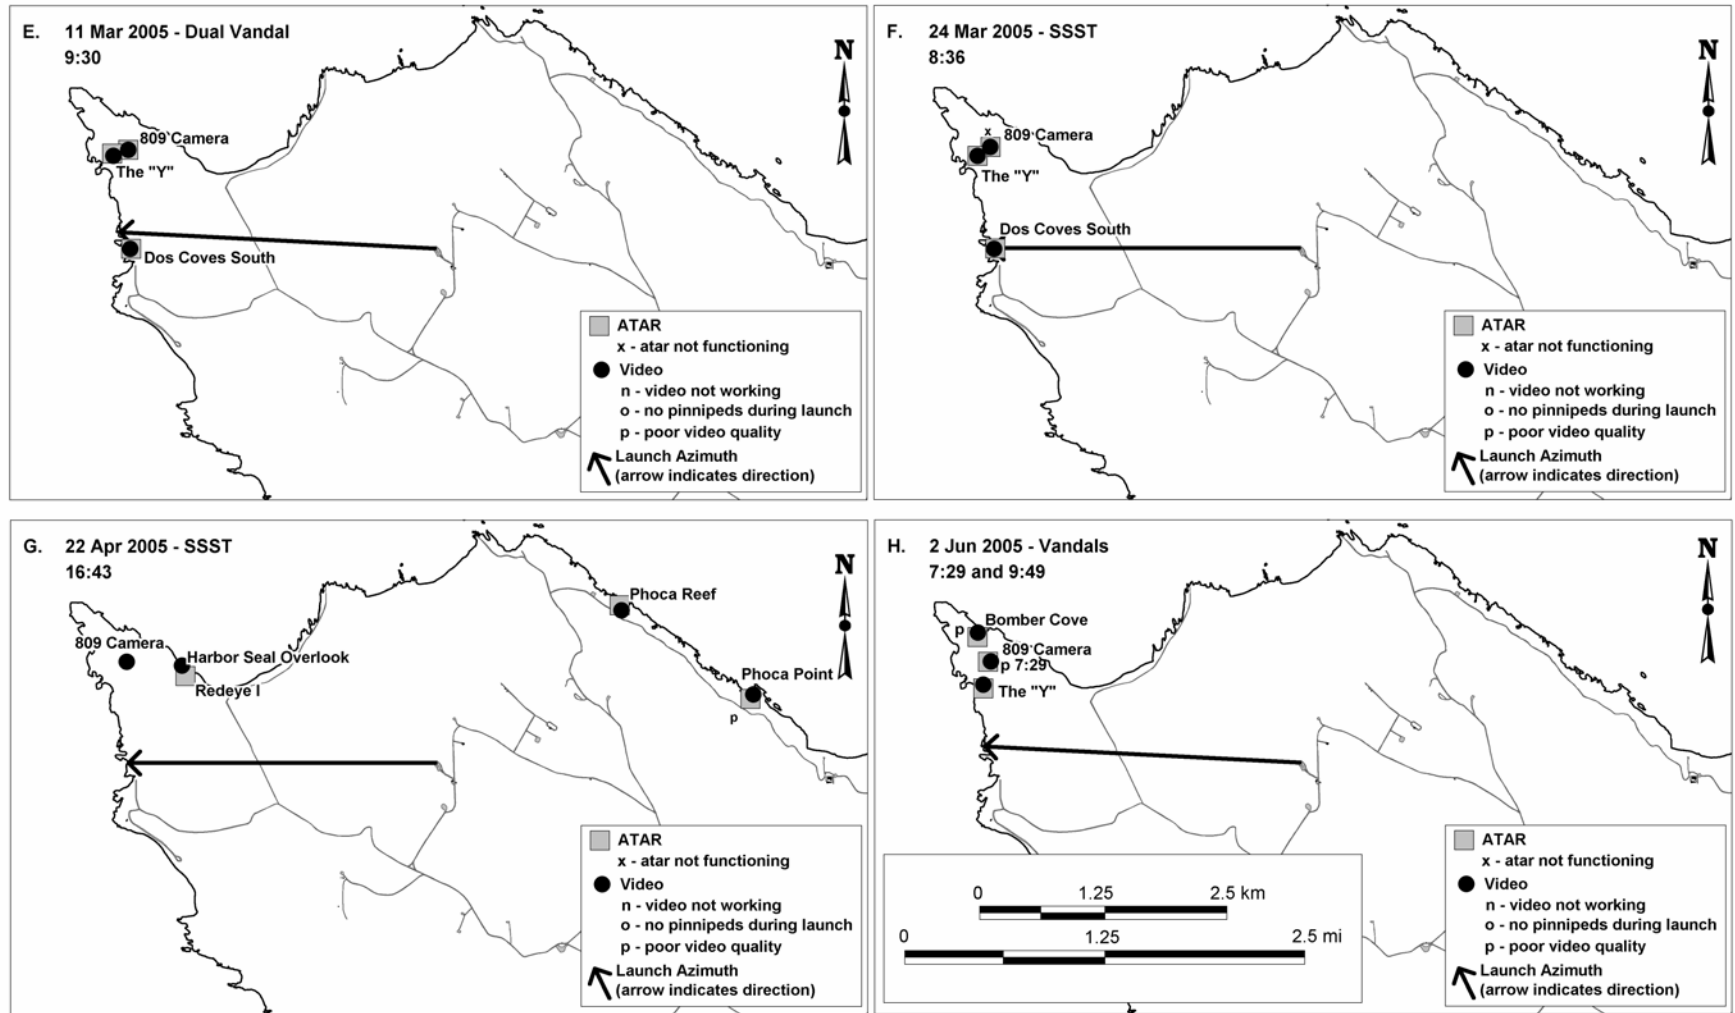 E. 11 Mar 2005 - Dual Vandal
9:30
N
809 Camera
The "Y"
Dos Coves South
ATAR
x - atar not functioning
Video
n - video not working
o - no pinnipeds during launch
p - poor video quality
Launch Azimuth
(arrow indicates direction)
F. 24 Mar 2005 - SSST
8:36
N
x
809 Camera
The "Y"
Dos Coves South
ATAR
x - atar not functioning
Video
n - video not working
o - no pinnipeds during launch
p - poor video quality
Launch Azimuth
(arrow indicates direction)
G. 22 Apr 2005 - SSST
16:43
N
Phoca Reef
809 Camera
Harbor Seal Overlook
Redeye I
Phoca Point
p
ATAR
x - atar not functioning
Video
n - video not working
o - no pinnipeds during launch
p - poor video quality
Launch Azimuth
(arrow indicates direction)
H. 2 Jun 2005 - Vandals
7:29 and 9:49
N
Bomber Cove
p
809 Camera
p 7:29
The "Y"
ATAR
x - atar not functioning
Video
n - video not working
o - no pinnipeds during launch
p - poor video quality
Launch Azimuth
(arrow indicates direction)
0 1.25 2.5 km
0 1.25 2.5 mi